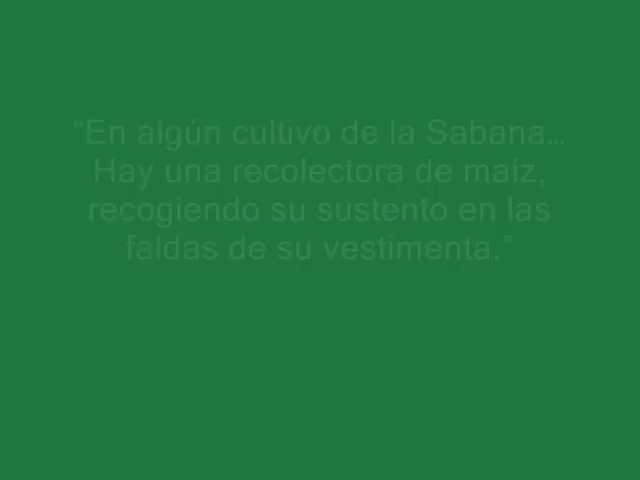 “En algún cultivo de la Sabana...
Hay una recolectora de maíz,
recogiendo su sustento en las
faldas de su vestimenta.”